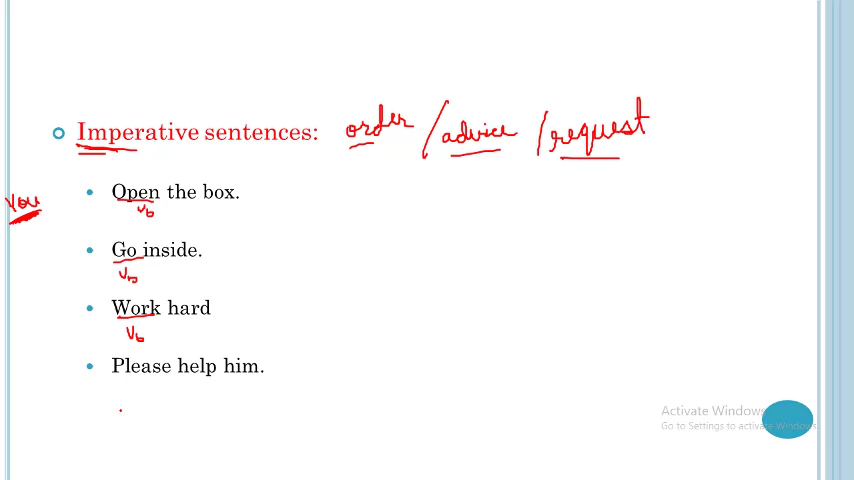 Imperative sentences: order / advice / request
Open the box.
You
Vb
Go inside.
Vb
Work hard
Vb
Please help him.
Activate Windows
Go to Settings to activate Windows.